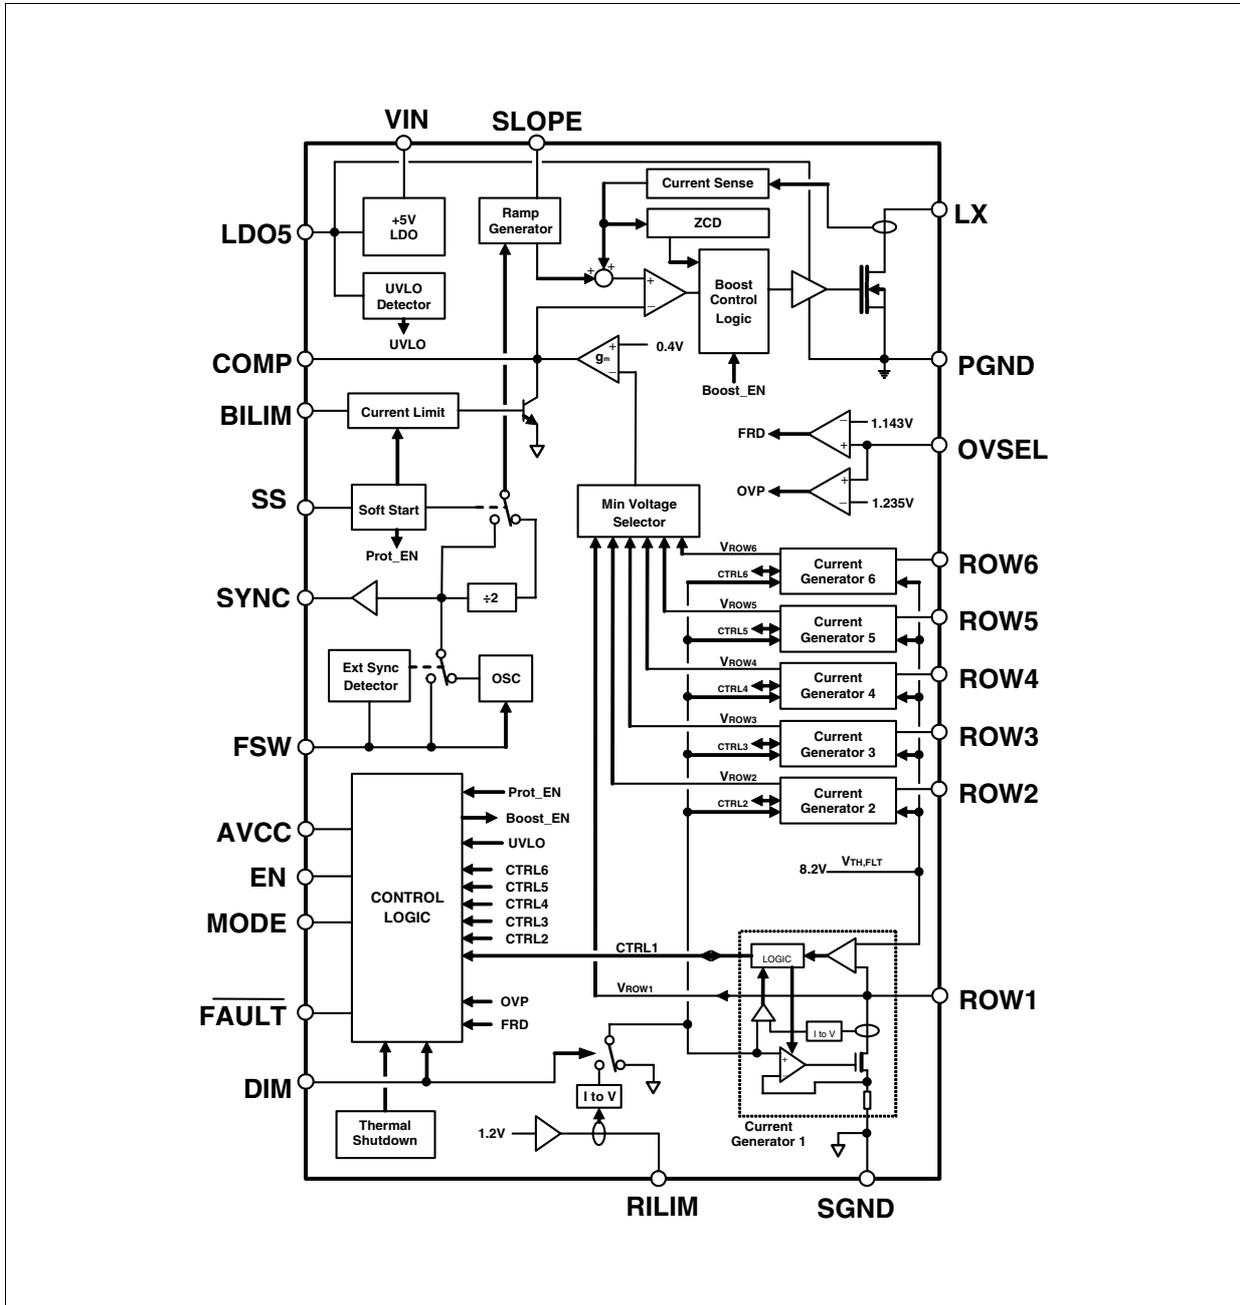 VIN
SLOPE
Current Sense
LX
+5V
LDO
Ramp
Generator
ZCD
LDO5
+
+
UVLO
Detector
Boost
Control
Logic
+
–
UVLO
COMP
gm
+
–
0.4V
PGND
Boost_EN
BILIM
Current Limit
FRD
–
+
1.143V
OVSEL
OVP
+
–
1.235V
SS
Soft Start
Min Voltage
Selector
Prot_EN
SYNC
÷2
VROW6
CTRL6
Current
Generator 6
ROW6
VROW5
CTRL5
Current
Generator 5
ROW5
Ext Sync
Detector
OSC
VROW4
CTRL4
Current
Generator 4
ROW4
FSW
VROW3
CTRL3
Current
Generator 3
ROW3
VROW2
CTRL2
Current
Generator 2
ROW2
Prot_EN
Boost_EN
AVCC
UVLO
8.2V
VTH,FLT
EN
CTRL6
CTRL5
CTRL4
CTRL3
CTRL2
CONTROL
LOGIC
MODE
CTRL1
LOGIC
VROW1
ROW1
OVP
FRD
FAULT
I to V
+
–
DIM
I to V
Thermal
Shutdown
1.2V
Current
Generator 1
RILIM
SGND